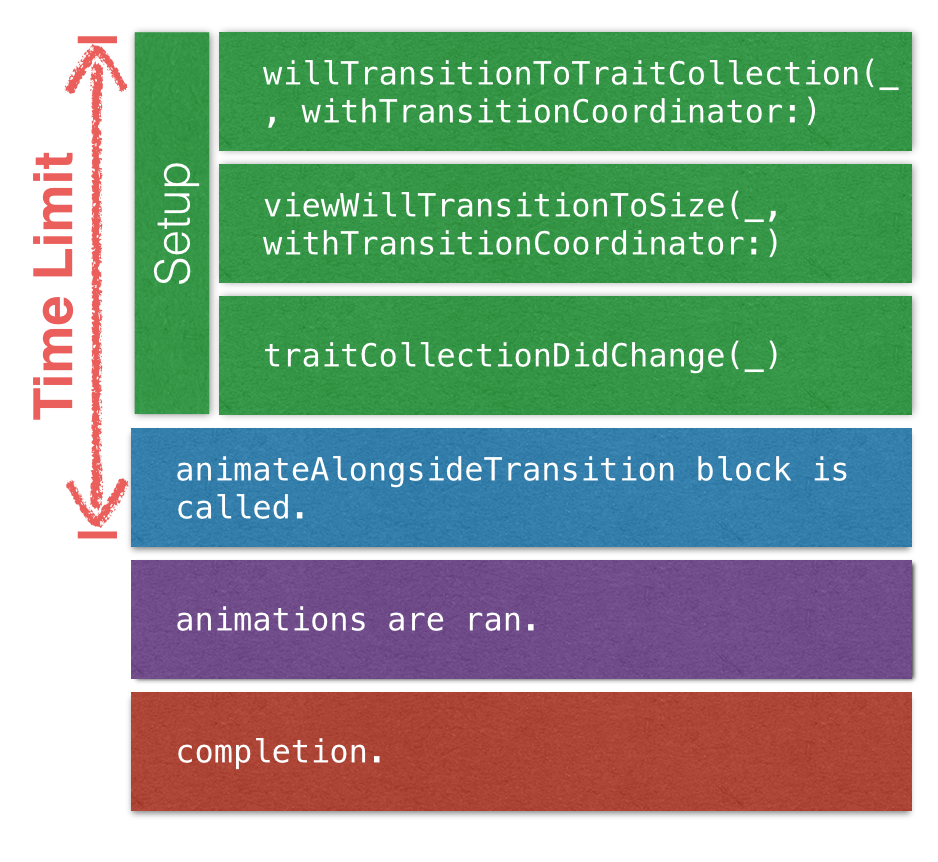 Time Limit
Setup
willTransitionToTraitCollection(_
, withTransitionCoordinator:)
viewWillTransitionToSize(_,
withTransitionCoordinator:)
traitCollectionDidChange(_)
animateAlongsideTransition block is
called.
animations are ran.
completion.